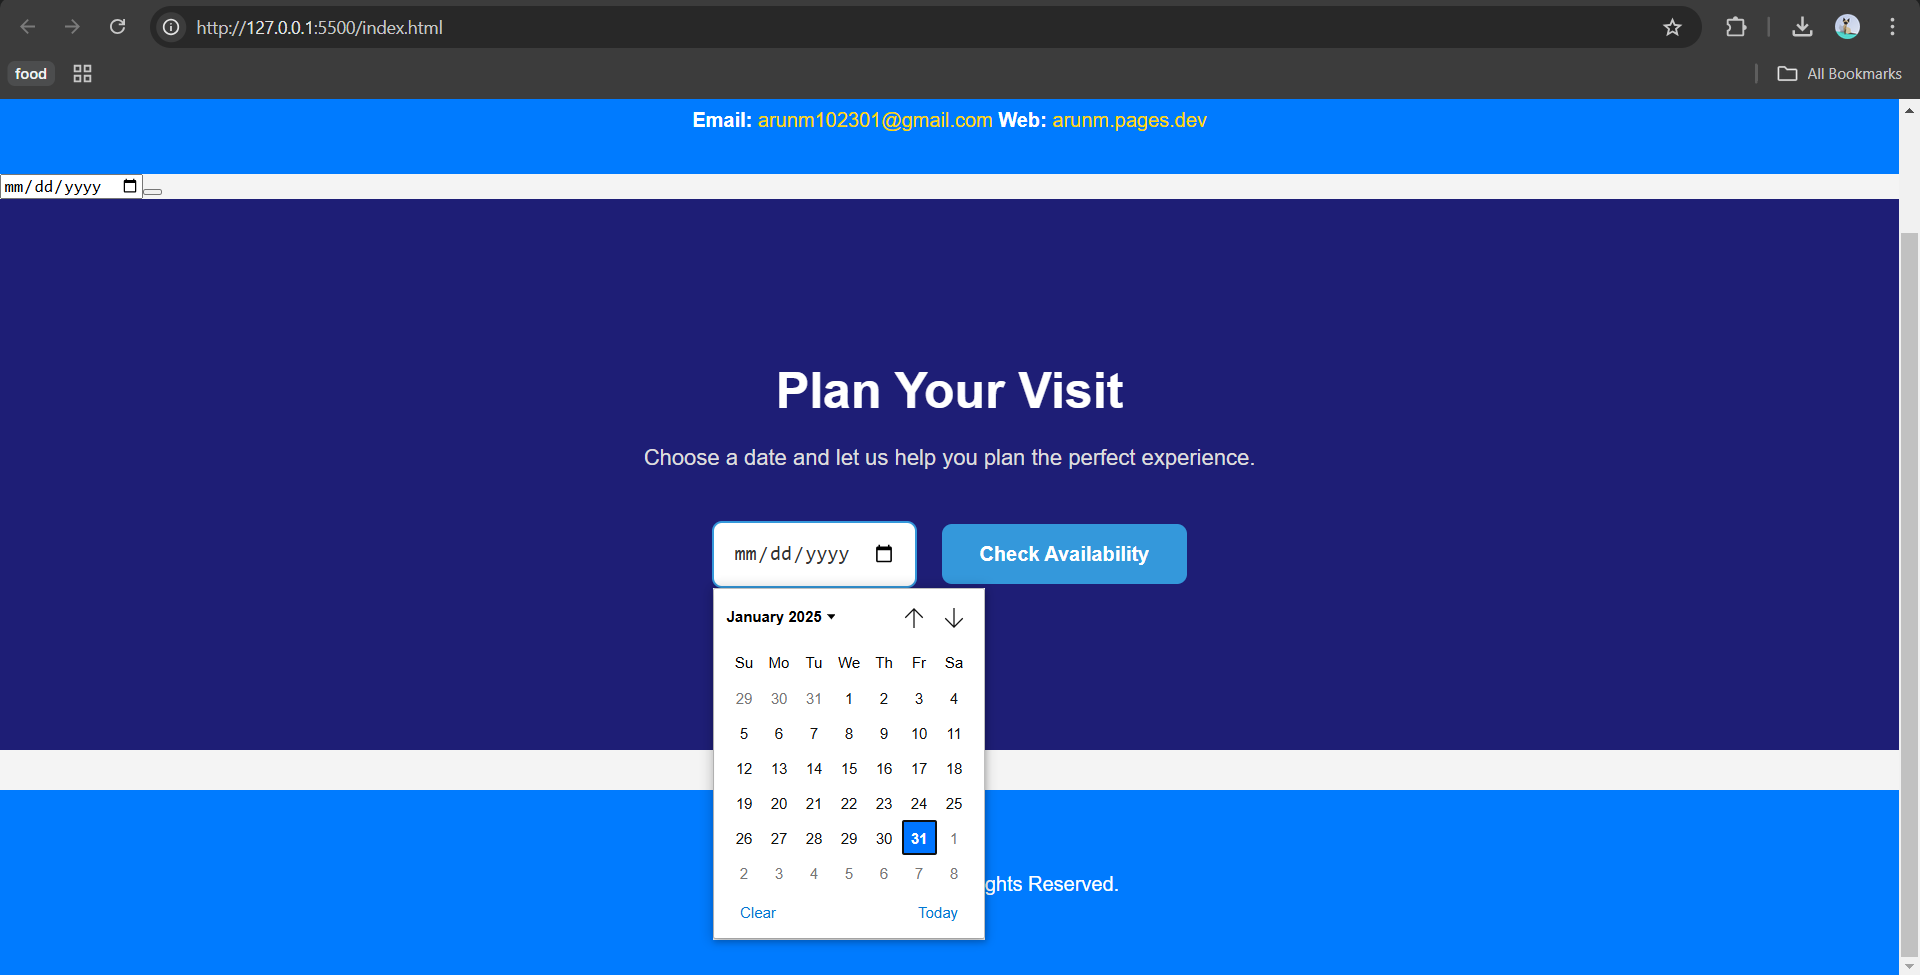 http://127.0.0.1:5500/index.html
food
All Bookmarks
Email: arunm102301@gmail.com Web: arunm.pages.dev
mm/dd/yyyy
Plan Your Visit
Choose a date and let us help you plan the perfect experience.
mm/dd/yyyy
Check Availability
January 2025
Su Mo Tu We Th Fr Sa
29 30 31 1 2 3 4
5 6 7 8 9 10 11
12 13 14 15 16 17 18
19 20 21 22 23 24 25
26 27 28 29 30 31 1
2 3 4 5 6 7 8
ghts Reserved.
Clear Today